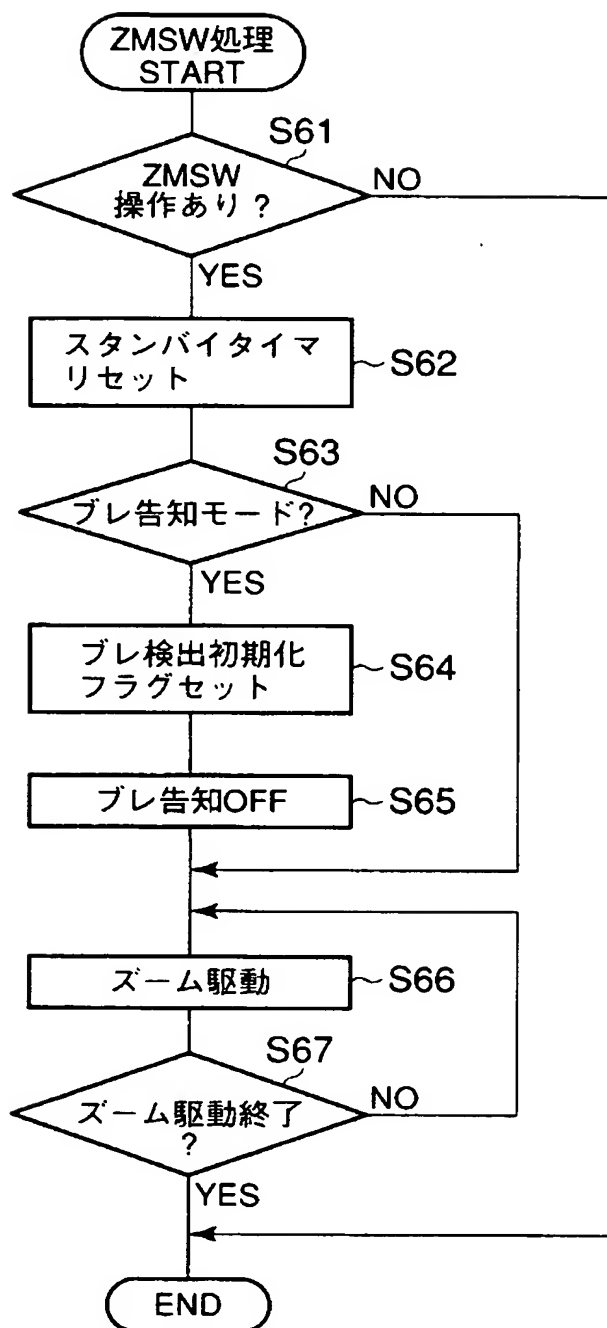 ZMSW処理
START
S61
ZMSW
操作あり?
NO
YES
スタンバイタイマ
リセット
S62
S63
ブレ告知モード?
NO
YES
ブレ検出初期化
フラグセット
S64
ブレ告知OFF
S65
ズーム駆動
S66
S67
ズーム駆動終了
?
NO
YES
END